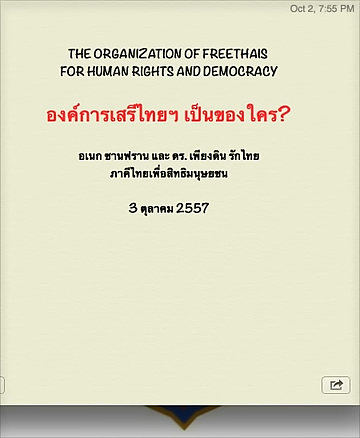 Oct 2, 7:55 PM
THE ORGANIZATION OF FREETHAIS
FOR HUMAN RIGHTS AND DEMOCRACY
องค์การเสรีไทยฯ เป็นของใคร?
อเนก ซานฟราน และ ดร. เพียงดิน รักไทย
ภาคีไทยเพื่อสิทธิมนุษยชน
3 ตุลาคม 2557